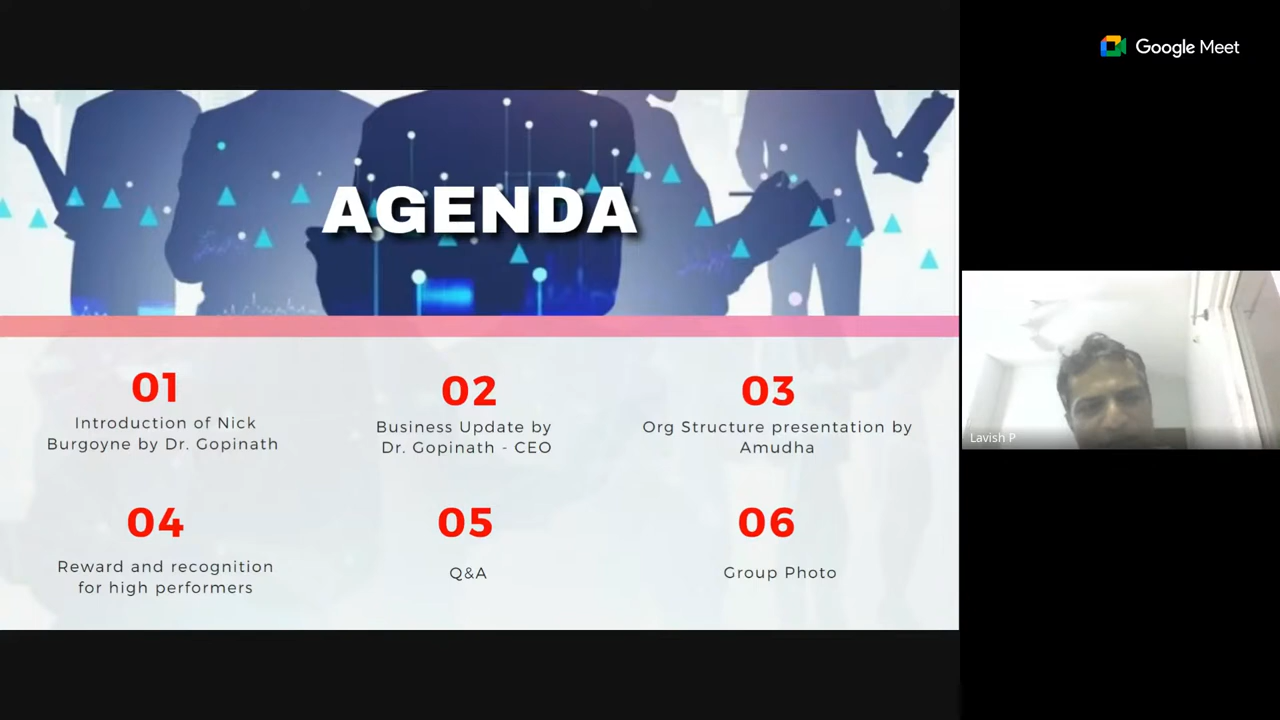 Google Meet
AGENDA
01
Introduction of Nick
Burgoyne by Dr. Gopinath
02
Business Update by
Dr. Gopinath - CEO
03
Org Structure presentation by
Amudha
04
Reward and recognition
for high performers
05
Q&A
06
Group Photo
Lavish P